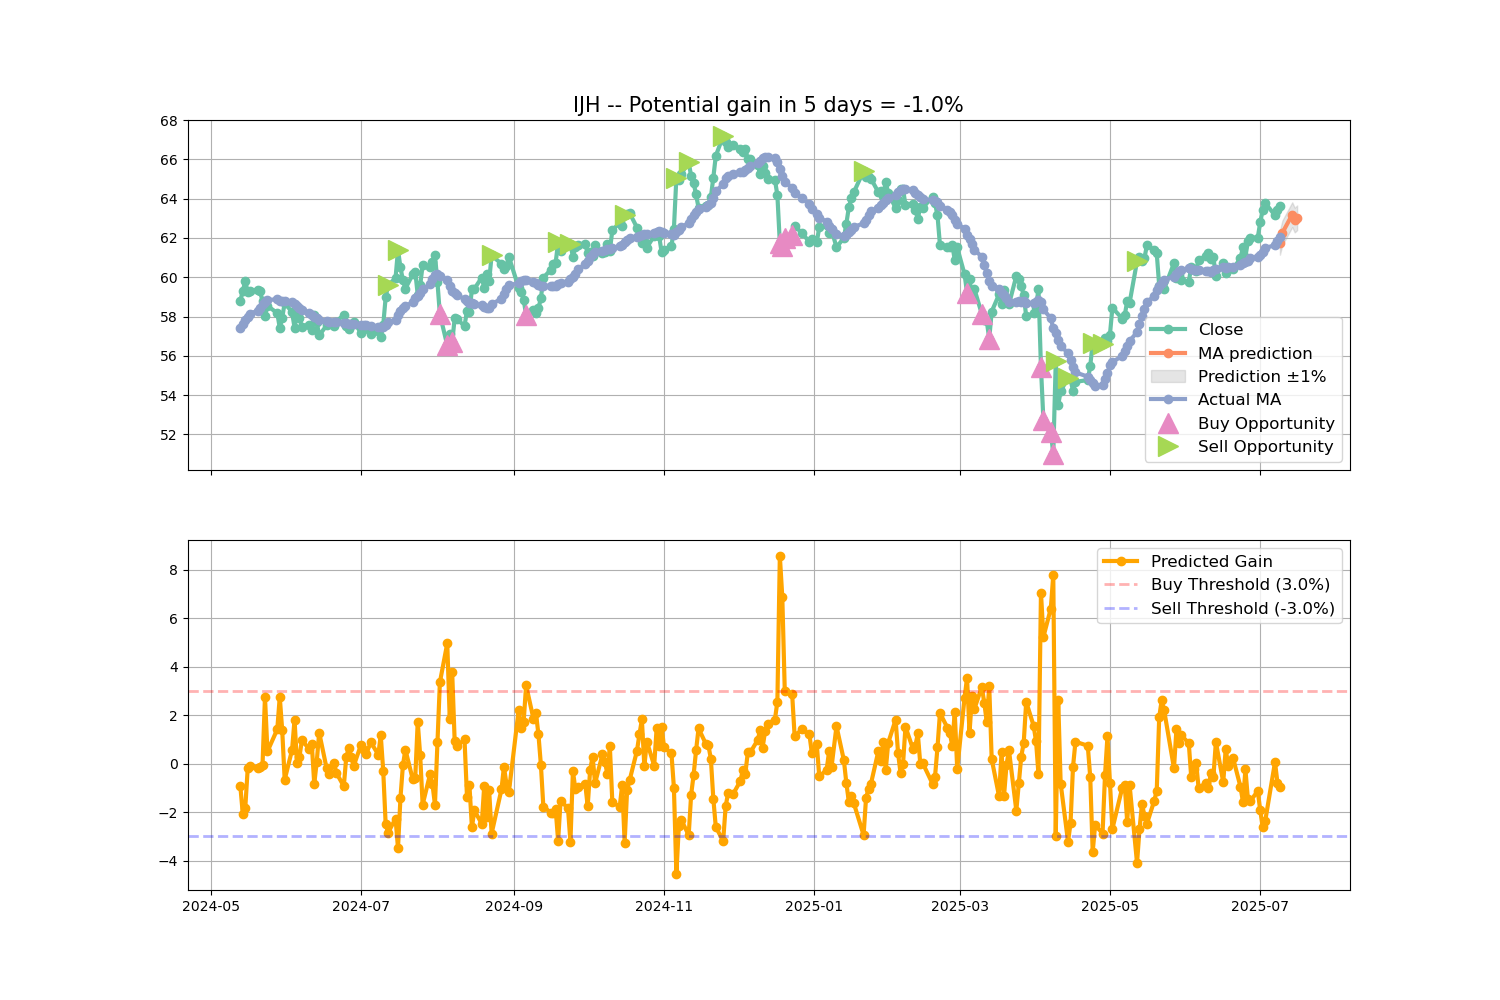 IJH -- Potential gain in 5 days = -1.0%
68
66
64
62
60
58
56
54
52
Close
MA prediction
Prediction ±1%
Actual MA
Buy Opportunity
Sell Opportunity
8
6
4
2
0
−2
−4
Predicted Gain
Buy Threshold (3.0%)
Sell Threshold (-3.0%)
2024-05 2024-07 2024-09 2024-11 2025-01 2025-03 2025-05 2025-07